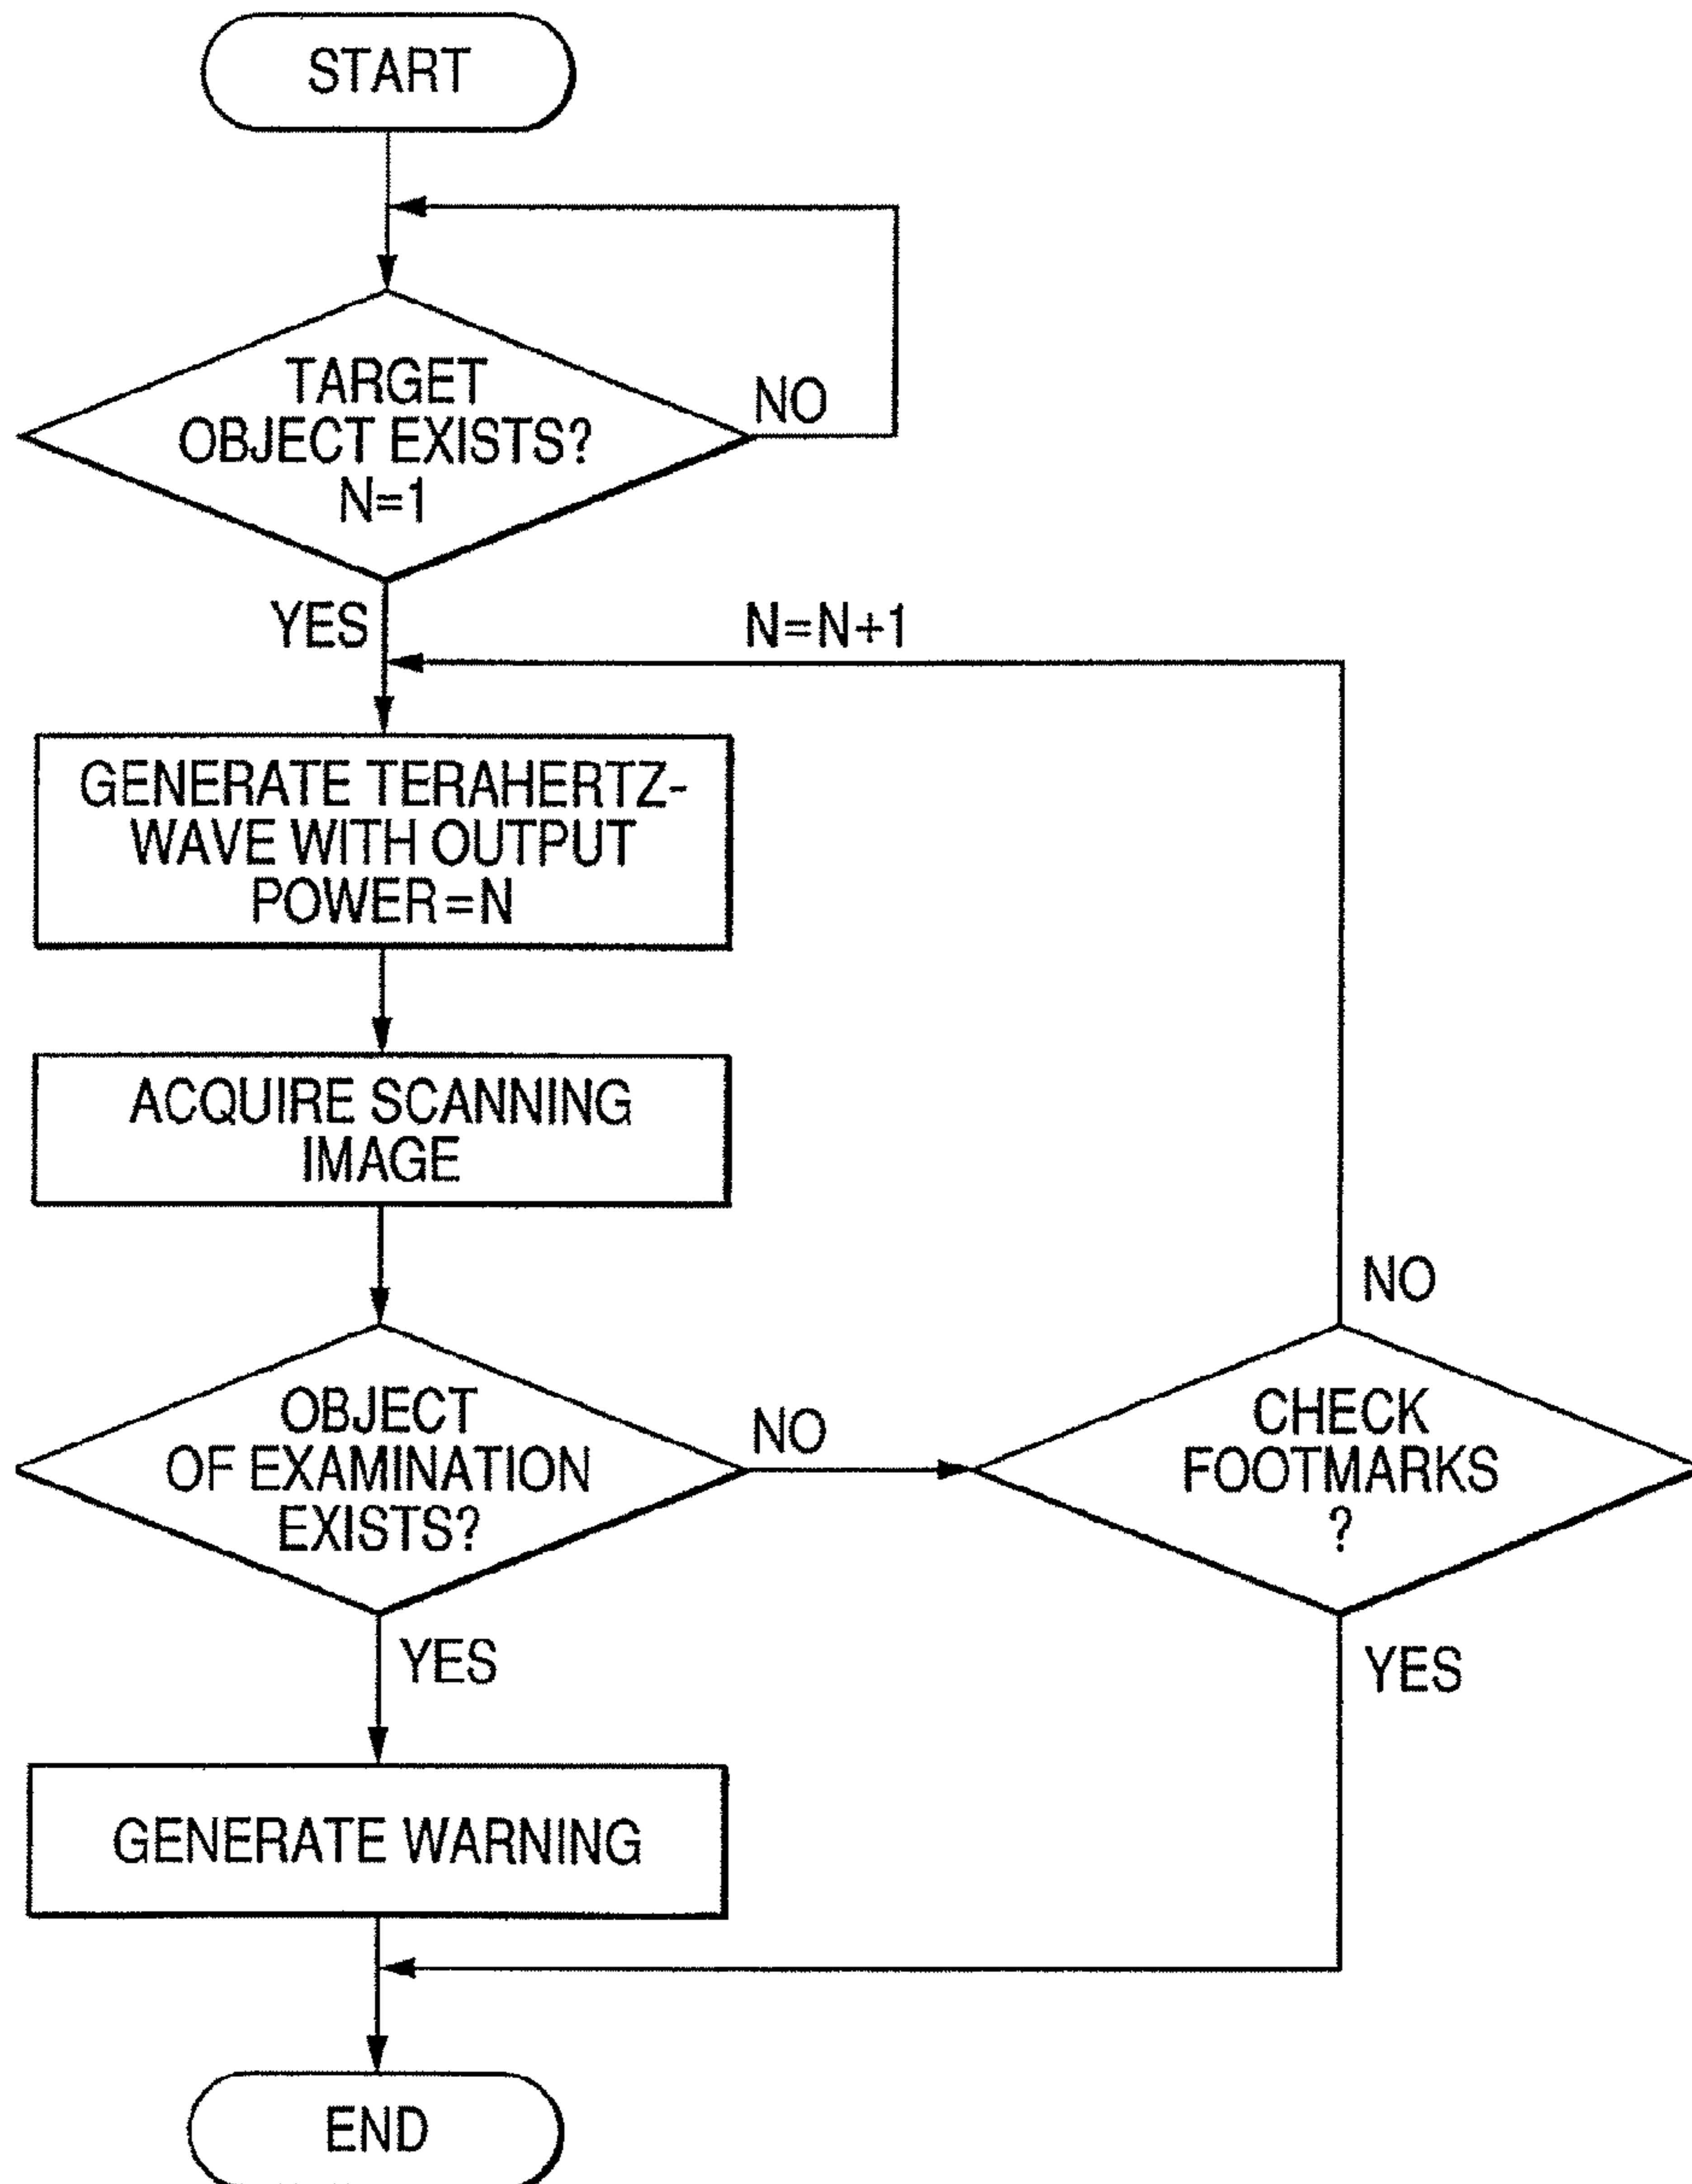 START
TARGET
OBJECT EXISTS?
N=1
NO
YES
N=N+1
GENERATE TERAHERTZ-
WAVE WITH OUTPUT
POWER=N
ACQUIRE SCANNING
IMAGE
OBJECT
OF EXAMINATION
EXISTS?
NO
CHECK
FOOTMARKS
?
NO
YES
YES
GENERATE WARNING
END